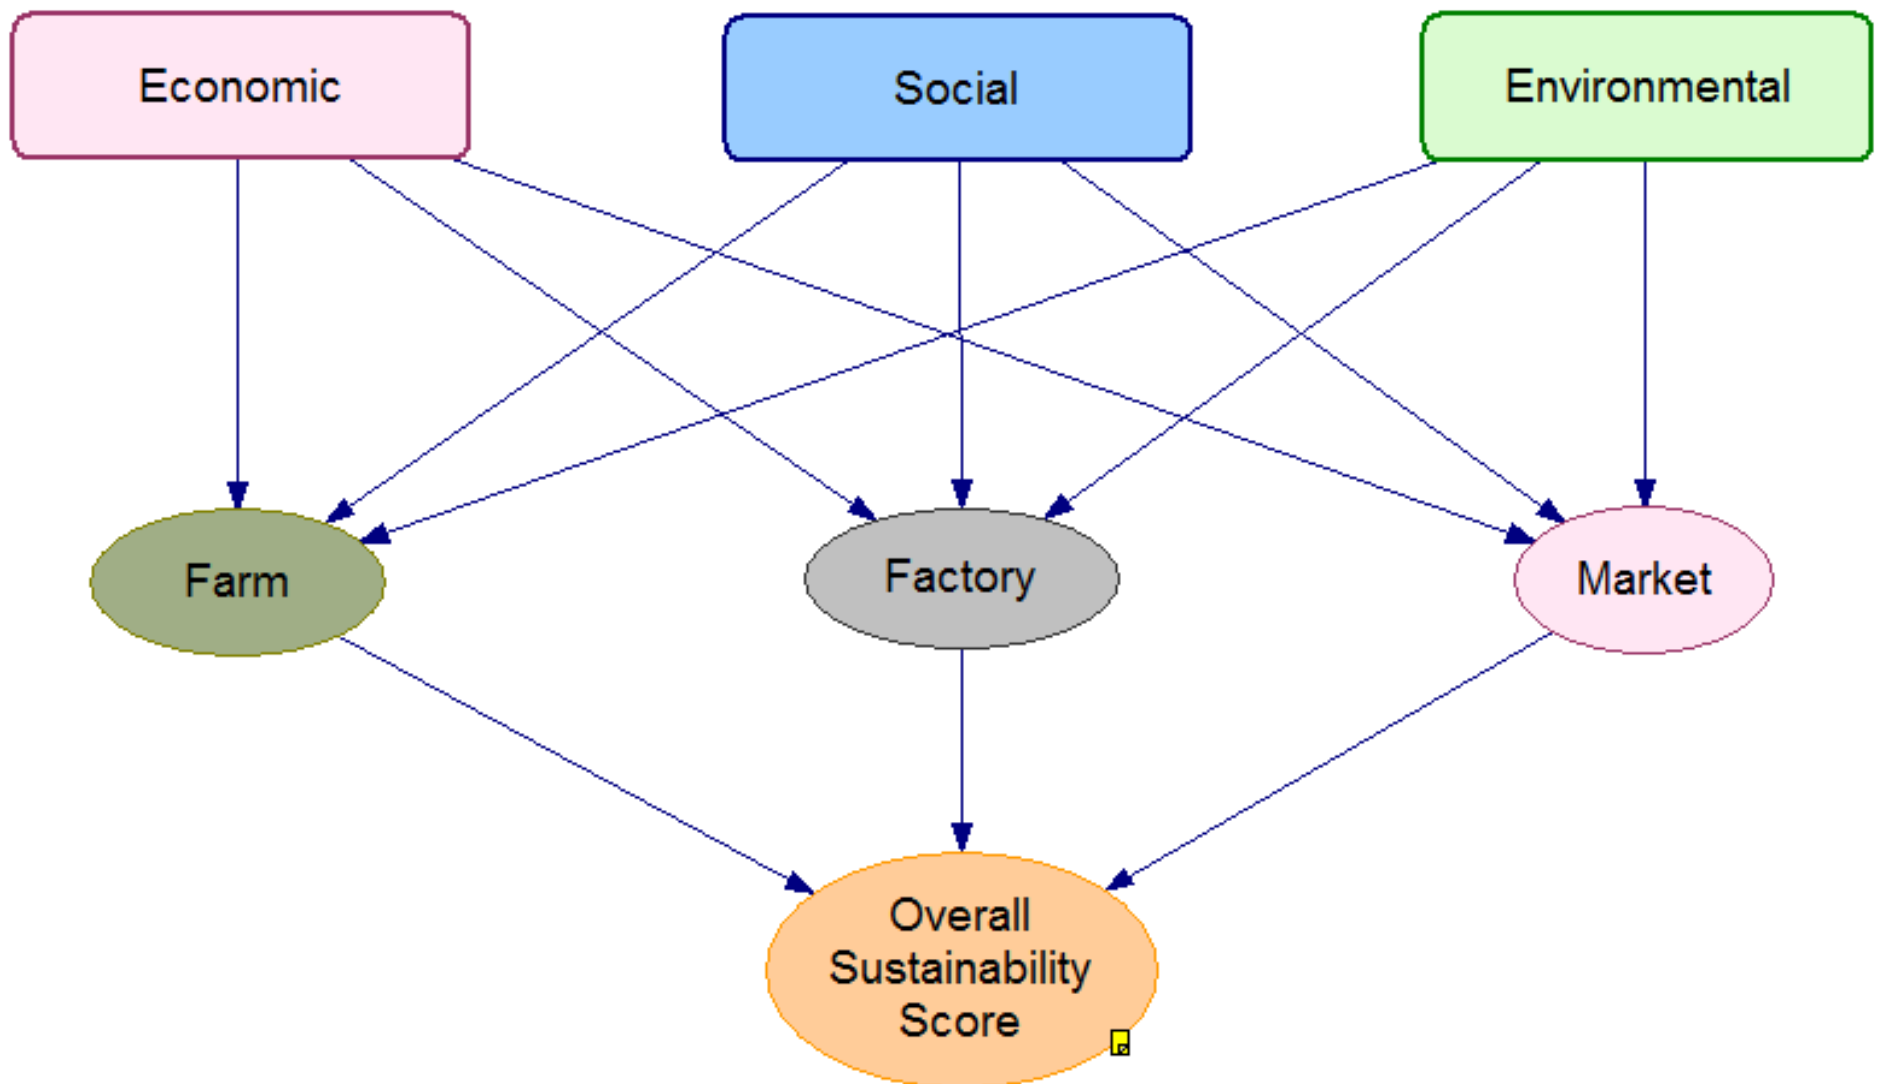 Economic
Social
Environmental
Farm
Factory
Market
Overall
Sustainability
Score